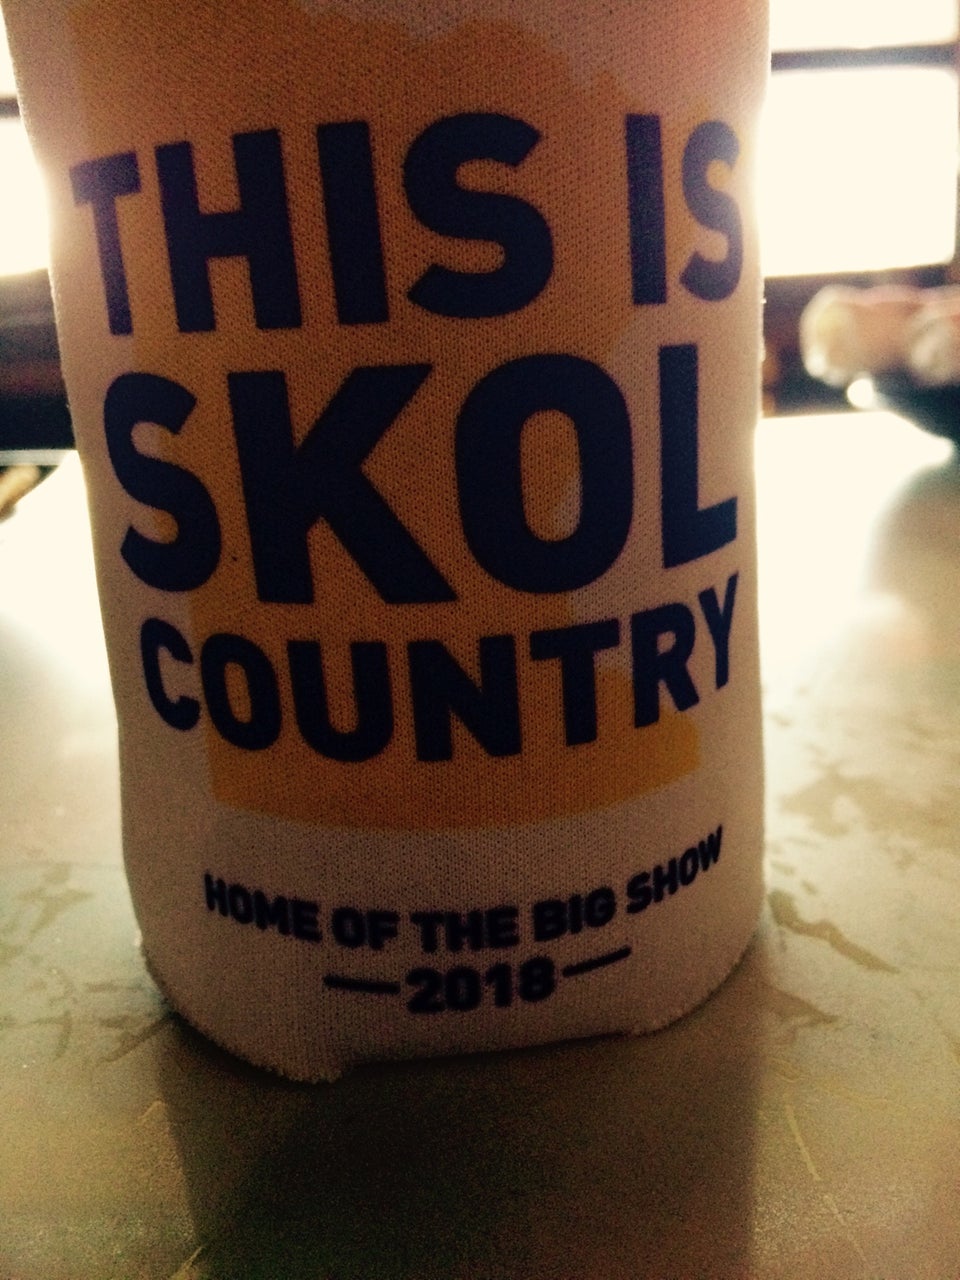 THIS IS
SKOL
COUNTRY
HOME OF THE BIG SHOW
—2018—